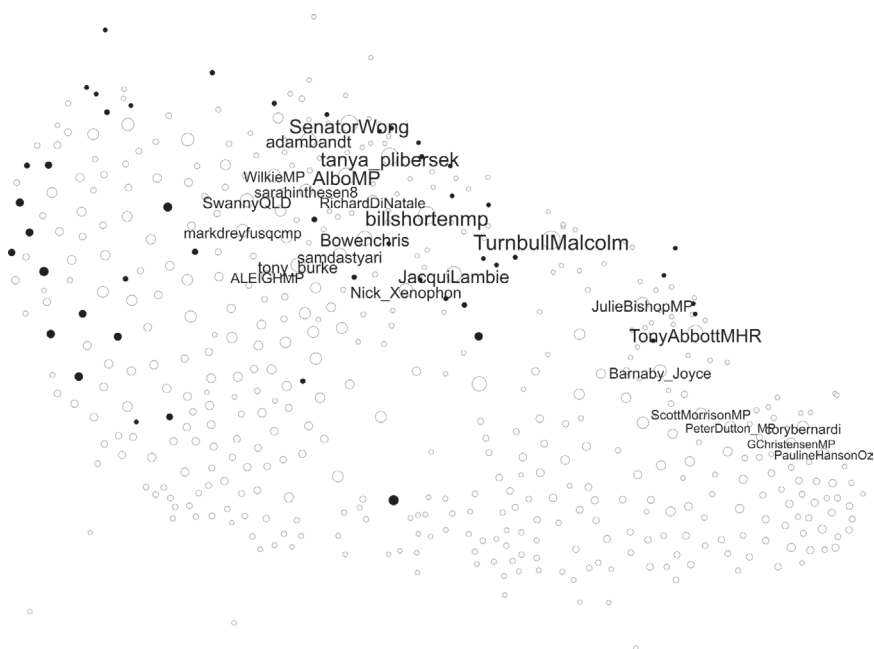 SenatorWong
adambandt
tanya_plibersek
WilkieMP
AlboMP
sarahinthesen8
SwannyQLD
RichardDiNatale
billshortenmp
markdreyfusqcmp
Bowenchris
TurnbullMalcolm
samdastyari
tony_burke
ALEIGHMP
JacquiLambie
Nick_Xenophon
JulieBishopMP
TonyAbbottMHR
Barnaby_Joyce
ScottMorrisonMP
PeterDutton_MP
corybernardi
GChristensenMP
PaulineHansonOz